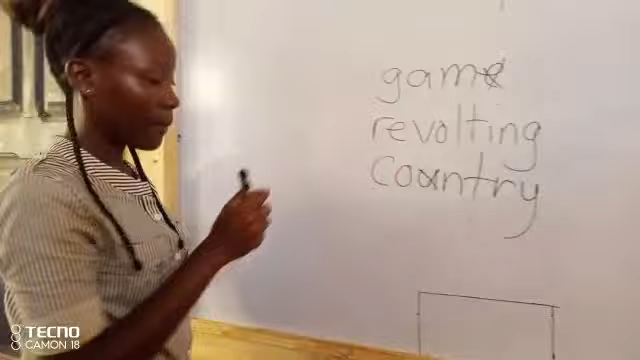 game
revolting
country
TECNO
CAMON 18